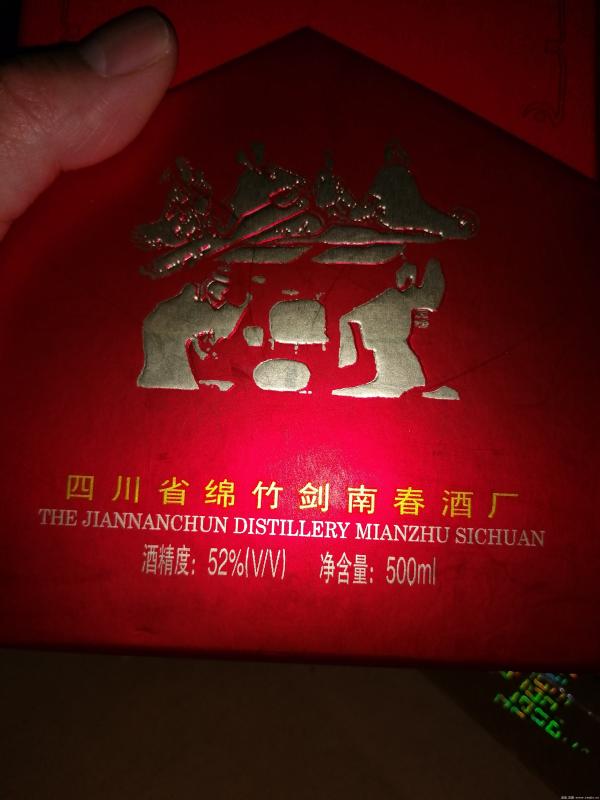 四川省绵竹剑南春酒厂
THE JIANNANCHUN DISTILLERY MIANZHU SICHUAN
酒精度：52%(V/V) 净含量：500ml